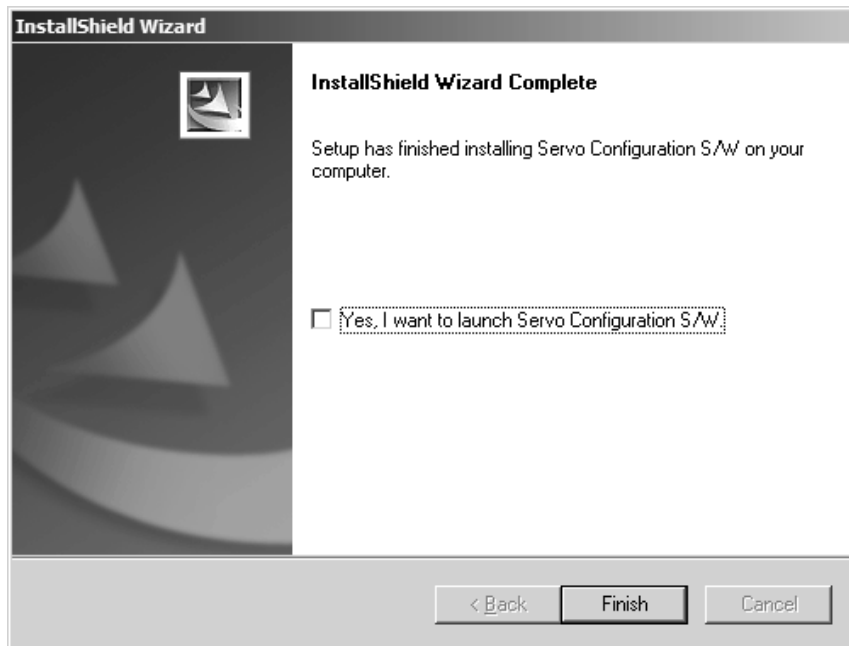 InstallShield Wizard
InstallShield Wizard Complete
Setup has finished installing Servo Configuration S/W on your
computer.
Yes, I want to launch Servo Configuration S/W.
< Back
Finish
Cancel